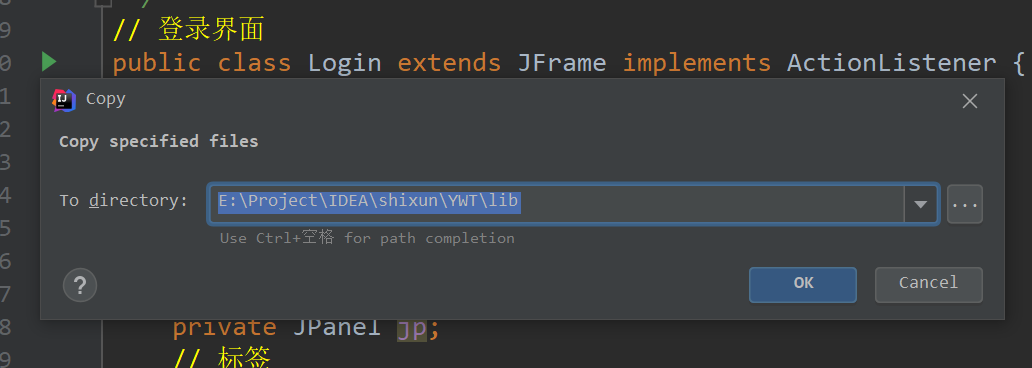 9
// 登录界面
0
public class Login extends JFrame implements ActionListener {
1
Copy
2
Copy specified files
3
4
To directory: E:\Project\IDEA\shixun\YWT\lib ...
5
Use Ctrl+空格 for path completion
6
7
? OK Cancel
8
private JPanel jp;
9
// 标签